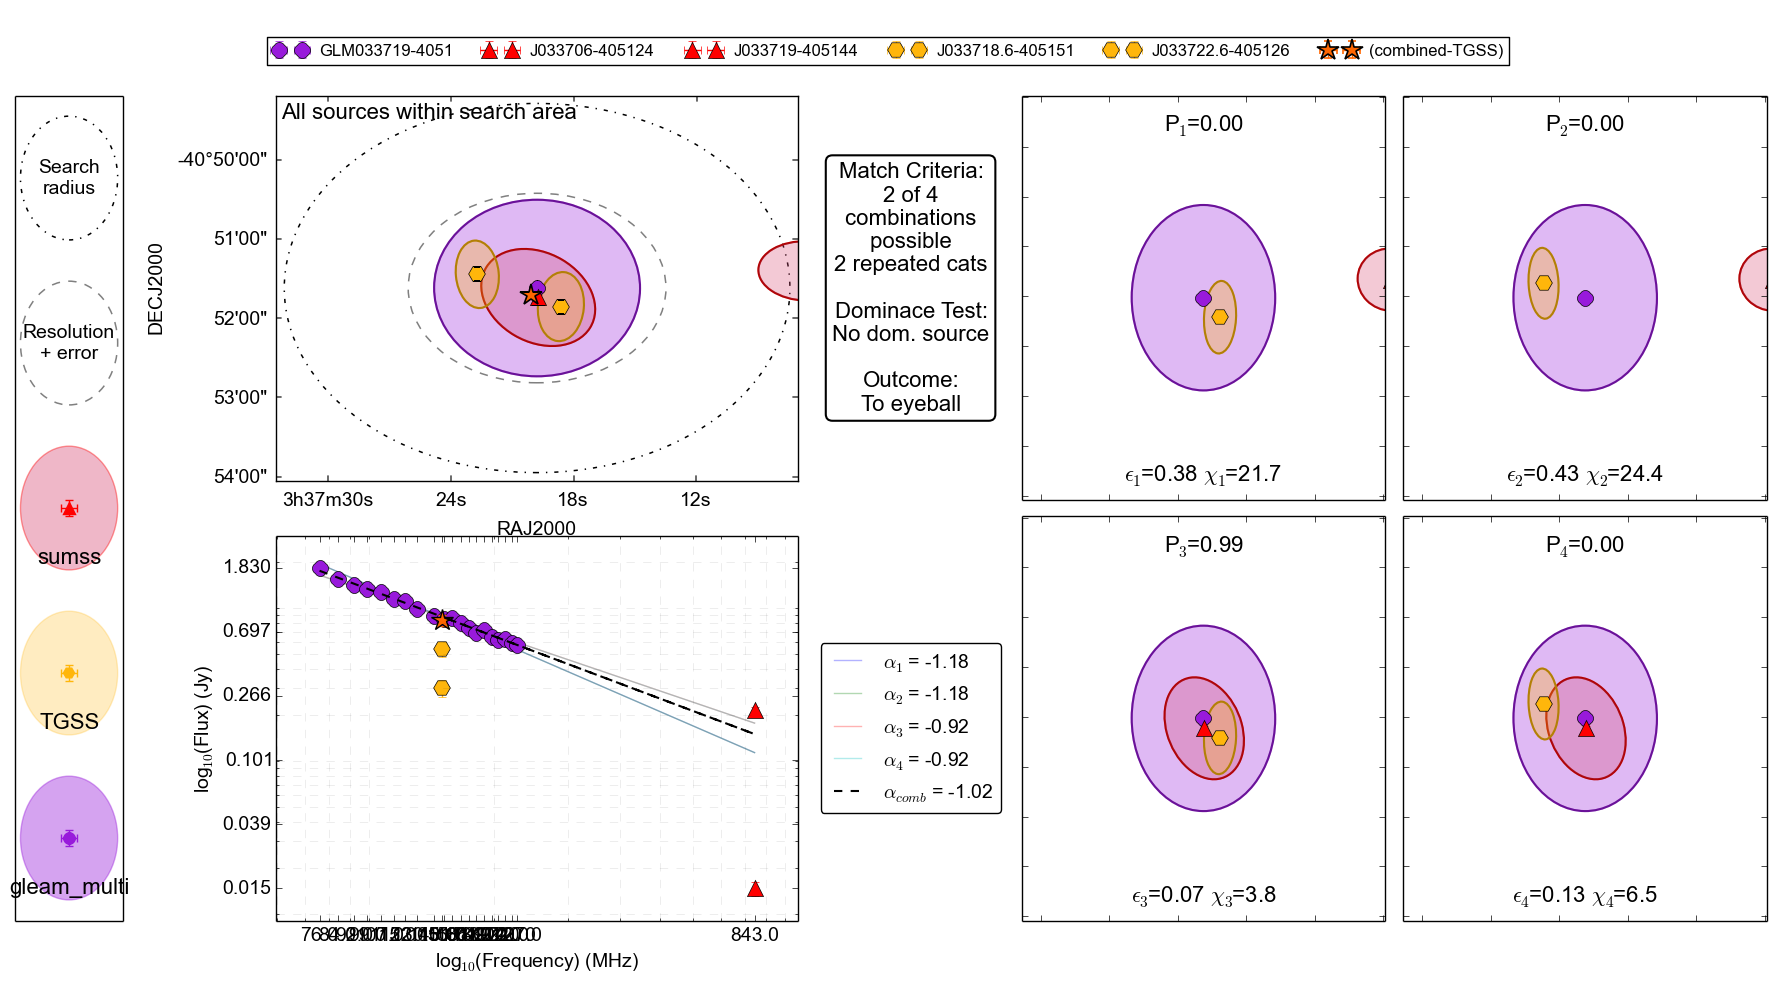 GLM033719-4051 J033706-405124 J033719-405144 J033718.6-405151 J033722.6-405126 (combined-TGSS)
Search
radius
Resolution
+ error
sumss
TGSS
gleam_multi
All sources within search area
DECJ2000
-40°50'00"
51'00"
52'00"
53'00"
54'00"
3h37m30s 24s 18s 12s
RAJ2000
Match Criteria:
2 of 4
combinations
possible
2 repeated cats
Dominace Test:
No dom. source
Outcome:
To eyeball
P1=0.00
ϵ1=0.38 χ1=21.7
P2=0.00
ϵ2=0.43 χ2=24.4
log10(Flux) (Jy)
1.830
0.697
0.266
0.101
0.039
0.015
843.0
log10(Frequency) (MHz)
α1 = -1.18
α2 = -1.18
α3 = -0.92
α4 = -0.92
αcomb = -1.02
P3=0.99
ϵ3=0.07 χ3=3.8
P4=0.00
ϵ4=0.13 χ4=6.5